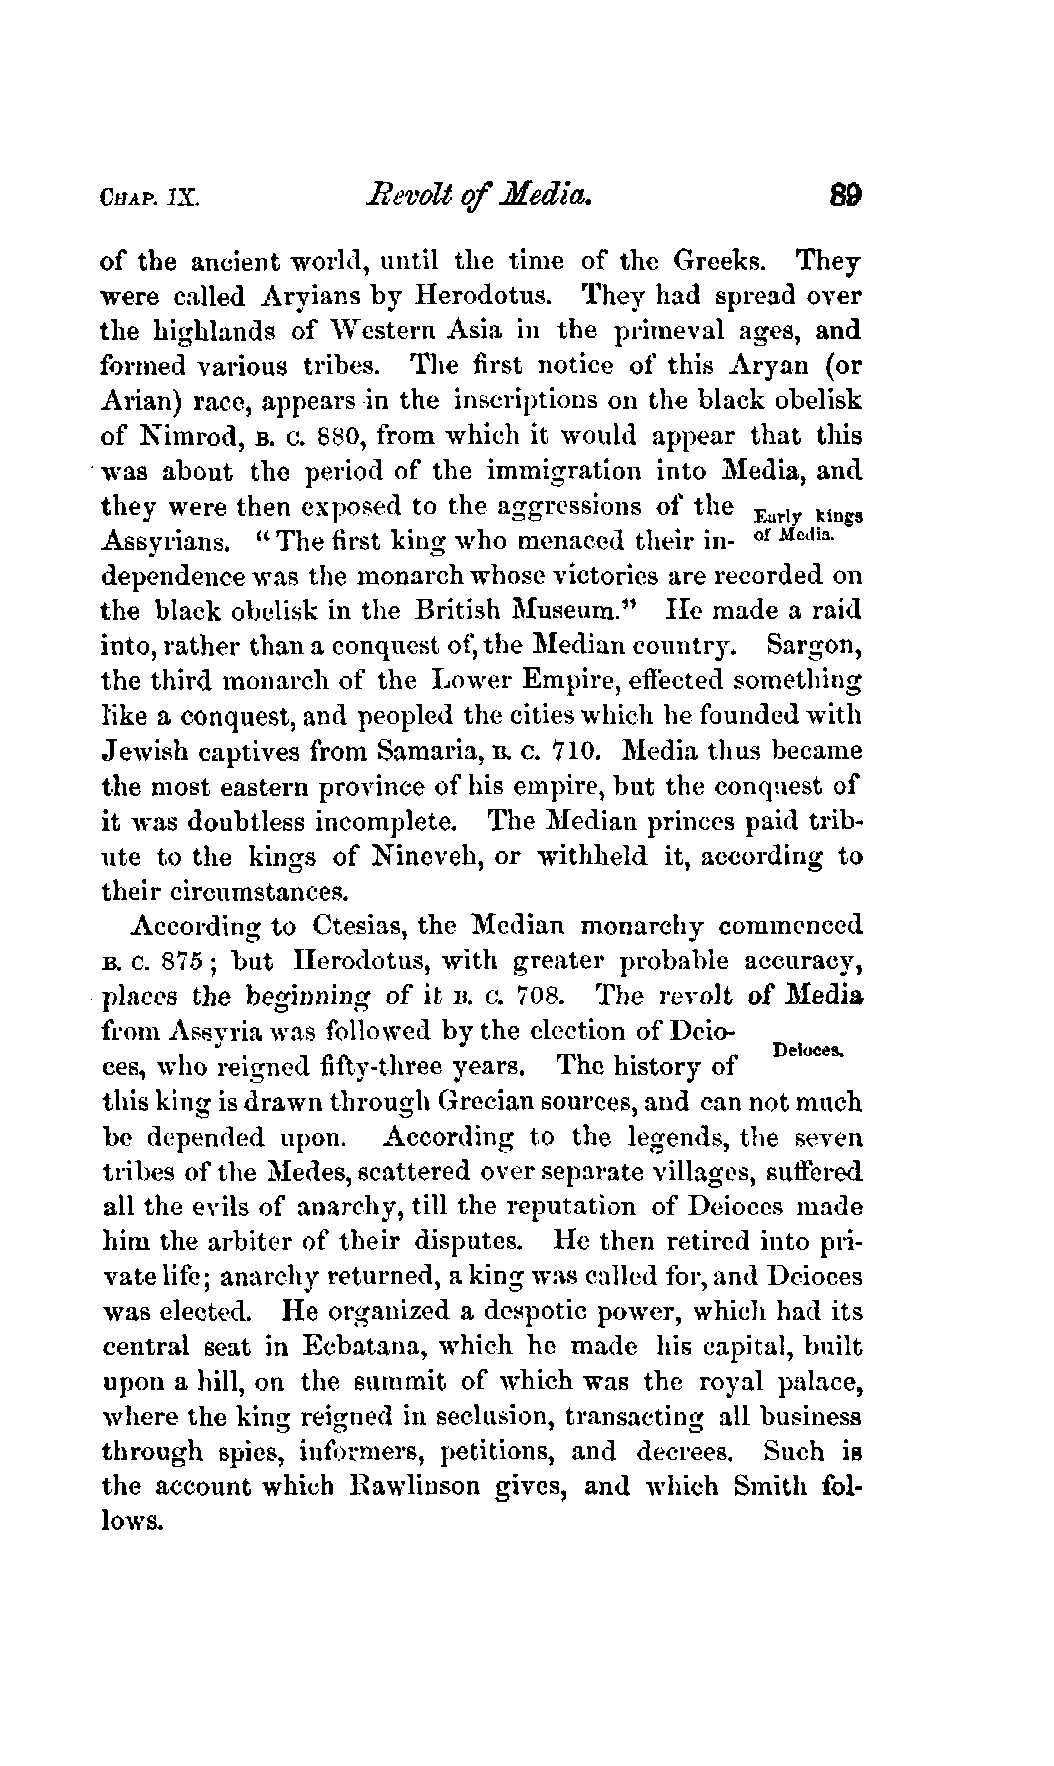 CHAP. IX. Revolt of Media. 89
of the ancient world, until the time of the Greeks. They
were called Aryians by Herodotus. They had spread over
the highlands of Western Asia in the primeval ages, and
formed various tribes. The first notice of this Aryan (or
Arian) race, appears in the inscriptions on the black obelisk
of Nimrod, B. C. 880, from which it would appear that this
was about the period of the immigration into Media, and
they were then exposed to the aggressions of the
Early kings
Assyrians. "The first king who menaced their in-
of Media.
dependence was the monarch whose victories are recorded on
the black obelisk in the British Museum." He made a raid
into, rather than a conquest of, the Median country. Sargon,
the third monarch of the Lower Empire, effected something
like a conquest, and peopled the cities which he founded with
Jewish captives from Samaria, B. C. 710. Media thus became
the most eastern province of his empire, but the conquest of
it was doubtless incomplete. The Median princes paid trib-
ute to the kings of Nineveh, or withheld it, according to
their circumstances.
According to Ctesias, the Median monarchy commenced
B. C. 875; but Herodotus, with greater probable accuracy,
places the beginning of it B. C. 708. The revolt of Media
from Assyria was followed by the election of Deio-
Deioces.
ces, who reigned fifty-three years. The history of
this king is drawn through Grecian sources, and can not much
be depended upon. According to the legends, the seven
tribes of the Medes, scattered over separate villages, suffered
all the evils of anarchy, till the reputation of Deioces made
him the arbiter of their disputes. He then retired into pri-
vate life; anarchy returned, a king was called for, and Deioces
was elected. He organized a despotic power, which had its
central seat in Ecbatana, which he made his capital, built
upon a hill, on the summit of which was the royal palace,
where the king reigned in seclusion, transacting all business
through spies, informers, petitions, and decrees. Such is
the account which Rawlinson gives, and which Smith fol-
lows.